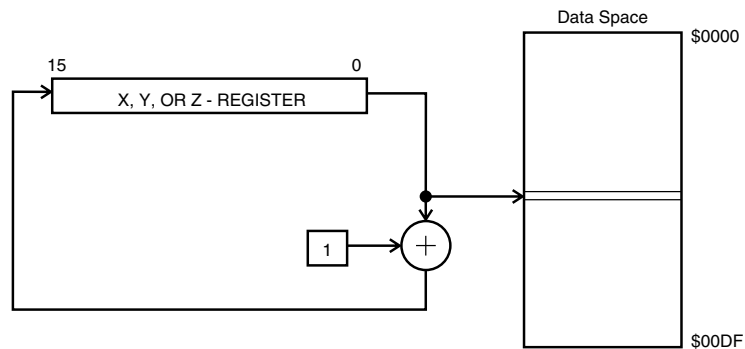 Data Space
$0000
15 0
X, Y, OR Z - REGISTER
1
+
$00DF